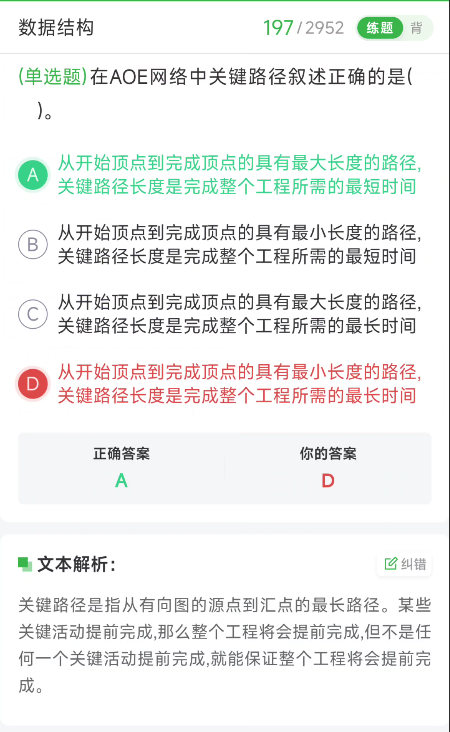 数据结构 197/2952 练题 背
(单选题)在AOE网络中关键路径叙述正确的是(
)。
A 从开始顶点到完成顶点的具有最大长度的路径,
关键路径长度是完成整个工程所需的最短时间
B 从开始顶点到完成顶点的具有最小长度的路径,
关键路径长度是完成整个工程所需的最短时间
C 从开始顶点到完成顶点的具有最大长度的路径,
关键路径长度是完成整个工程所需的最长时间
D 从开始顶点到完成顶点的具有最小长度的路径,
关键路径长度是完成整个工程所需的最长时间
正确答案 你的答案
A D
文本解析: 纠错
关键路径是指从有向图的源点到汇点的最长路径。某些
关键活动提前完成,那么整个工程将会提前完成,但不是任
何一个关键活动提前完成,就能保证整个工程将会提前完
成。